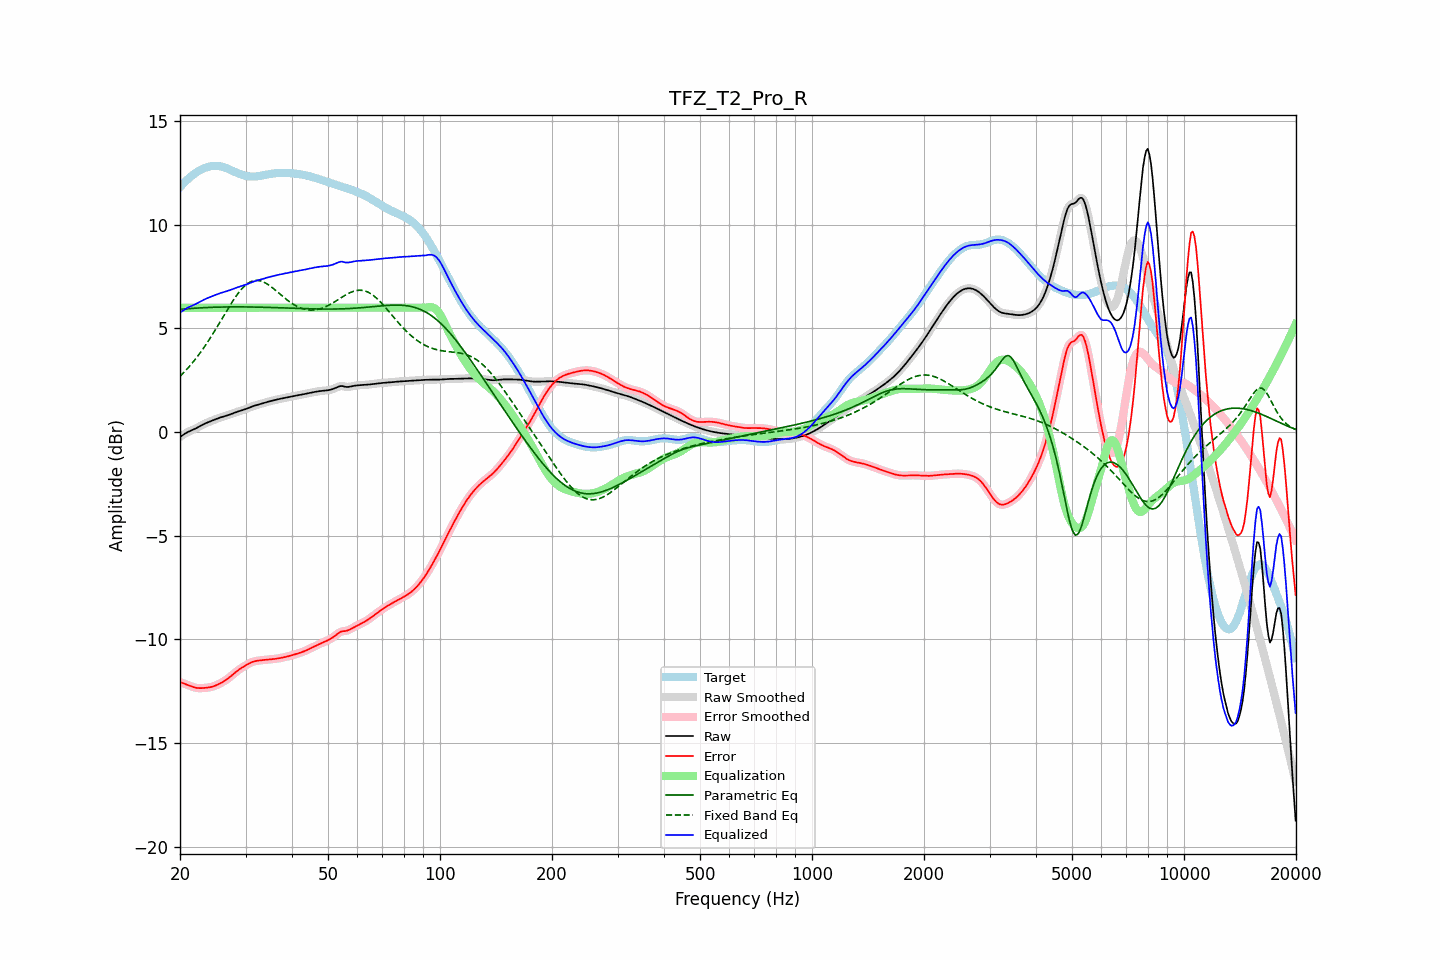 TFZ_T2_Pro_R
15
10
5
0
−5
−10
−15
−20
Amplitude (dBr)
20
50
100
200
500
1000
2000
5000
10000
20000
Frequency (Hz)
Target
Raw Smoothed
Error Smoothed
Raw
Error
Equalization
Parametric Eq
Fixed Band Eq
Equalized